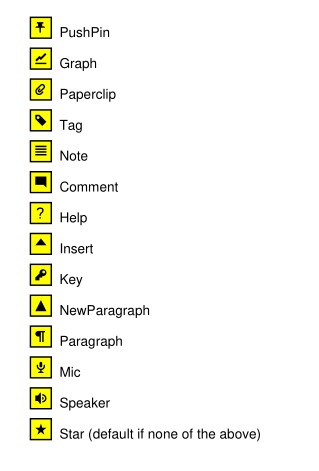 PushPin
Graph
Paperclip
Tag
Note
Comment
? Help
Insert
Key
NewParagraph
¶ Paragraph
Mic
Speaker
Star (default if none of the above)